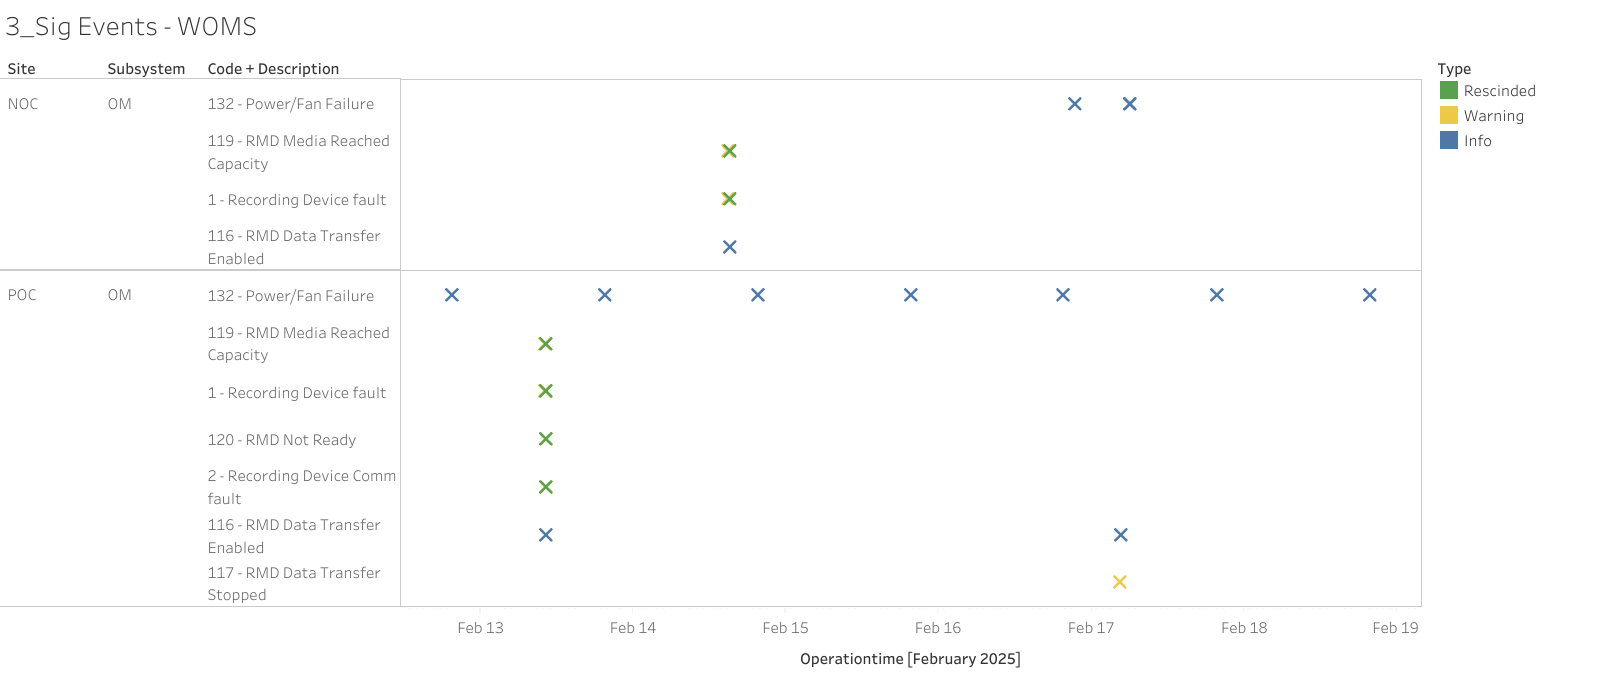 3_Sig Events - WOMS
Site Subsystem Code + Description
Type
Rescinded
Warning
Info
NOC OM 132 - Power/Fan Failure
119 - RMD Media Reached
Capacity
1 - Recording Device fault
116 - RMD Data Transfer
Enabled
POC OM 132 - Power/Fan Failure
119 - RMD Media Reached
Capacity
1 - Recording Device fault
120 - RMD Not Ready
2 - Recording Device Comm
fault
116 - RMD Data Transfer
Enabled
117 - RMD Data Transfer
Stopped
Feb 13 Feb 14 Feb 15 Feb 16 Feb 17 Feb 18 Feb 19
Operationtime [February 2025]